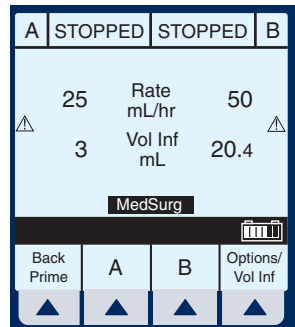 A STOPPED STOPPED B
25 Rate 50
mL/hr
3 Vol Inf 20.4
mL
MedSurg
Back Prime
A
B
Options/
Vol Inf